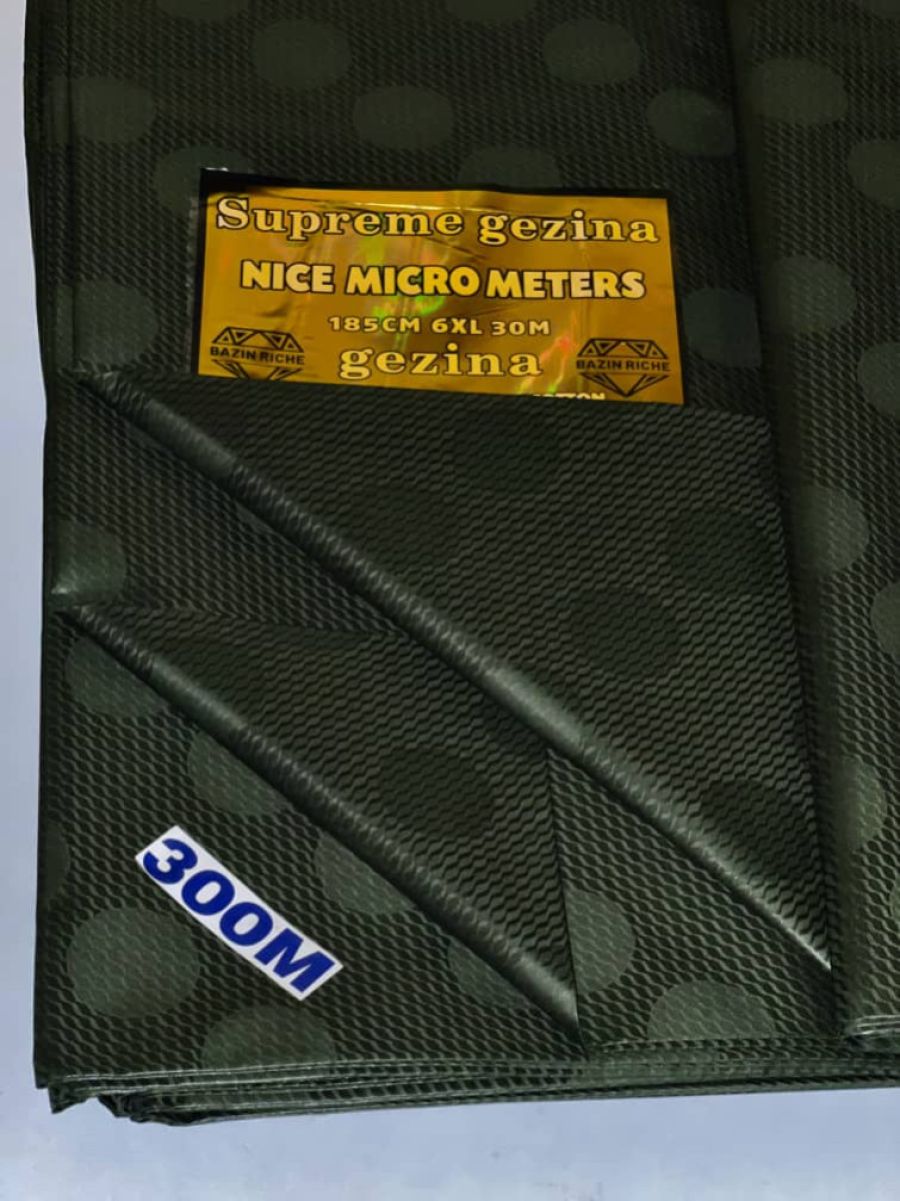 Supreme gezina
NICE MICRO METERS
185CM 6XL 30M
gezina
BAZIN RICHE
BAZIN RICHE
300M